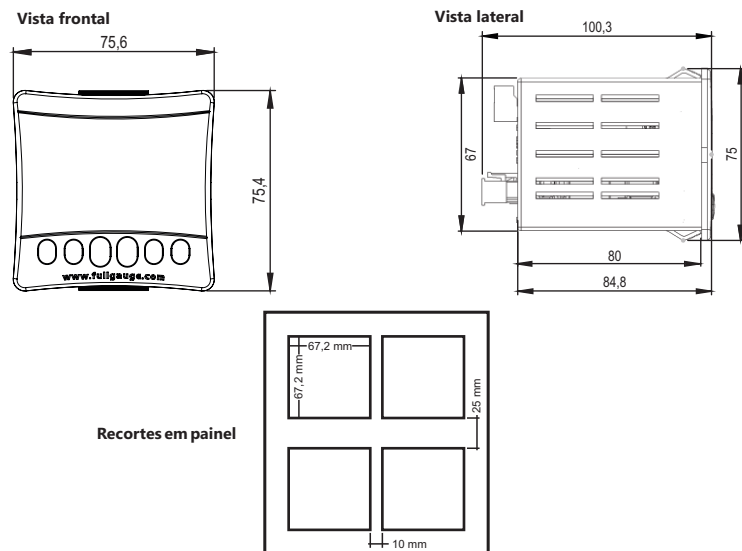 Vista frontal
75,6
75,4
www.fullgauge.com
Vista lateral
100,3
67
75
80
84,8
Recortes em painel
67,2 mm
67,2 mm
25 mm
10 mm